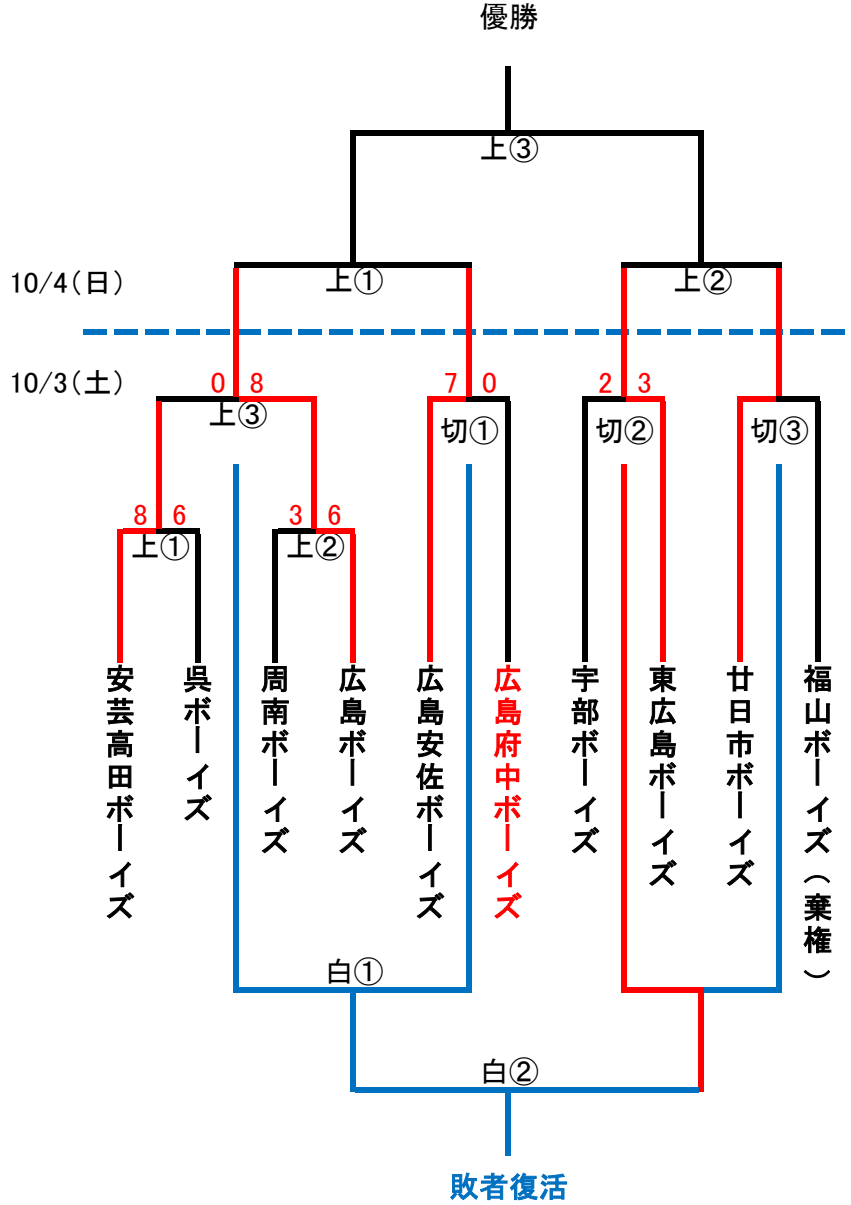 優勝
上③
10/4(日)
上①
上②
10/3(土)
0 8
7 0
2 3
上③
切①
切②
切③
8 6
3 6
上①
上②
安芸高田ボーイズ
呉ボーイズ
周南ボーイズ
広島ボーイズ
広島安佐ボーイズ
広島府中ボーイズ
宇部ボーイズ
東広島ボーイズ
廿日市ボーイズ
福山ボーイズ(棄権)
白①
白②
敗者復活